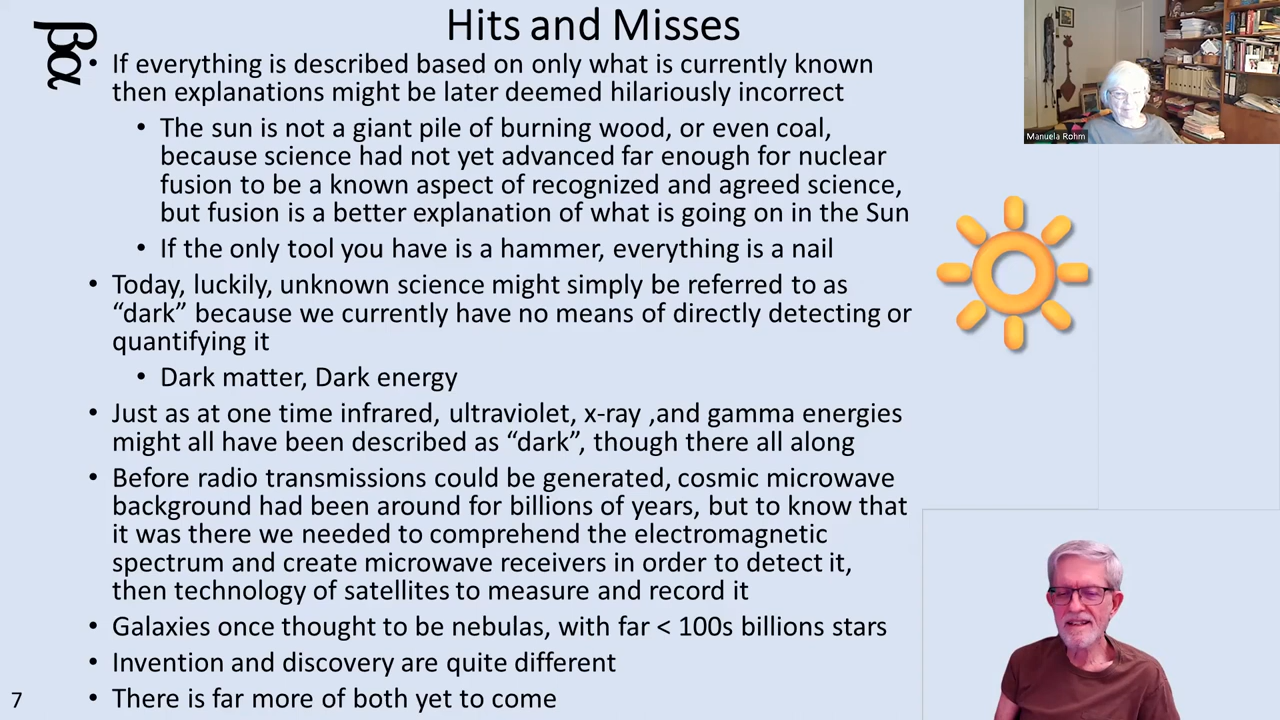 Hits and Misses
βα
• If everything is described based on only what is currently known
then explanations might be later deemed hilariously incorrect
• The sun is not a giant pile of burning wood, or even coal,
because science had not yet advanced far enough for nuclear
fusion to be a known aspect of recognized and agreed science,
but fusion is a better explanation of what is going on in the Sun
• If the only tool you have is a hammer, everything is a nail
• Today, luckily, unknown science might simply be referred to as
“dark” because we currently have no means of directly detecting or
quantifying it
• Dark matter, Dark energy
• Just as at one time infrared, ultraviolet, x-ray ,and gamma energies
might all have been described as “dark”, though there all along
• Before radio transmissions could be generated, cosmic microwave
background had been around for billions of years, but to know that
it was there we needed to comprehend the electromagnetic
spectrum and create microwave receivers in order to detect it,
then technology of satellites to measure and record it
• Galaxies once thought to be nebulas, with far < 100s billions stars
• Invention and discovery are quite different
• There is far more of both yet to come
7
Manuela Rohm